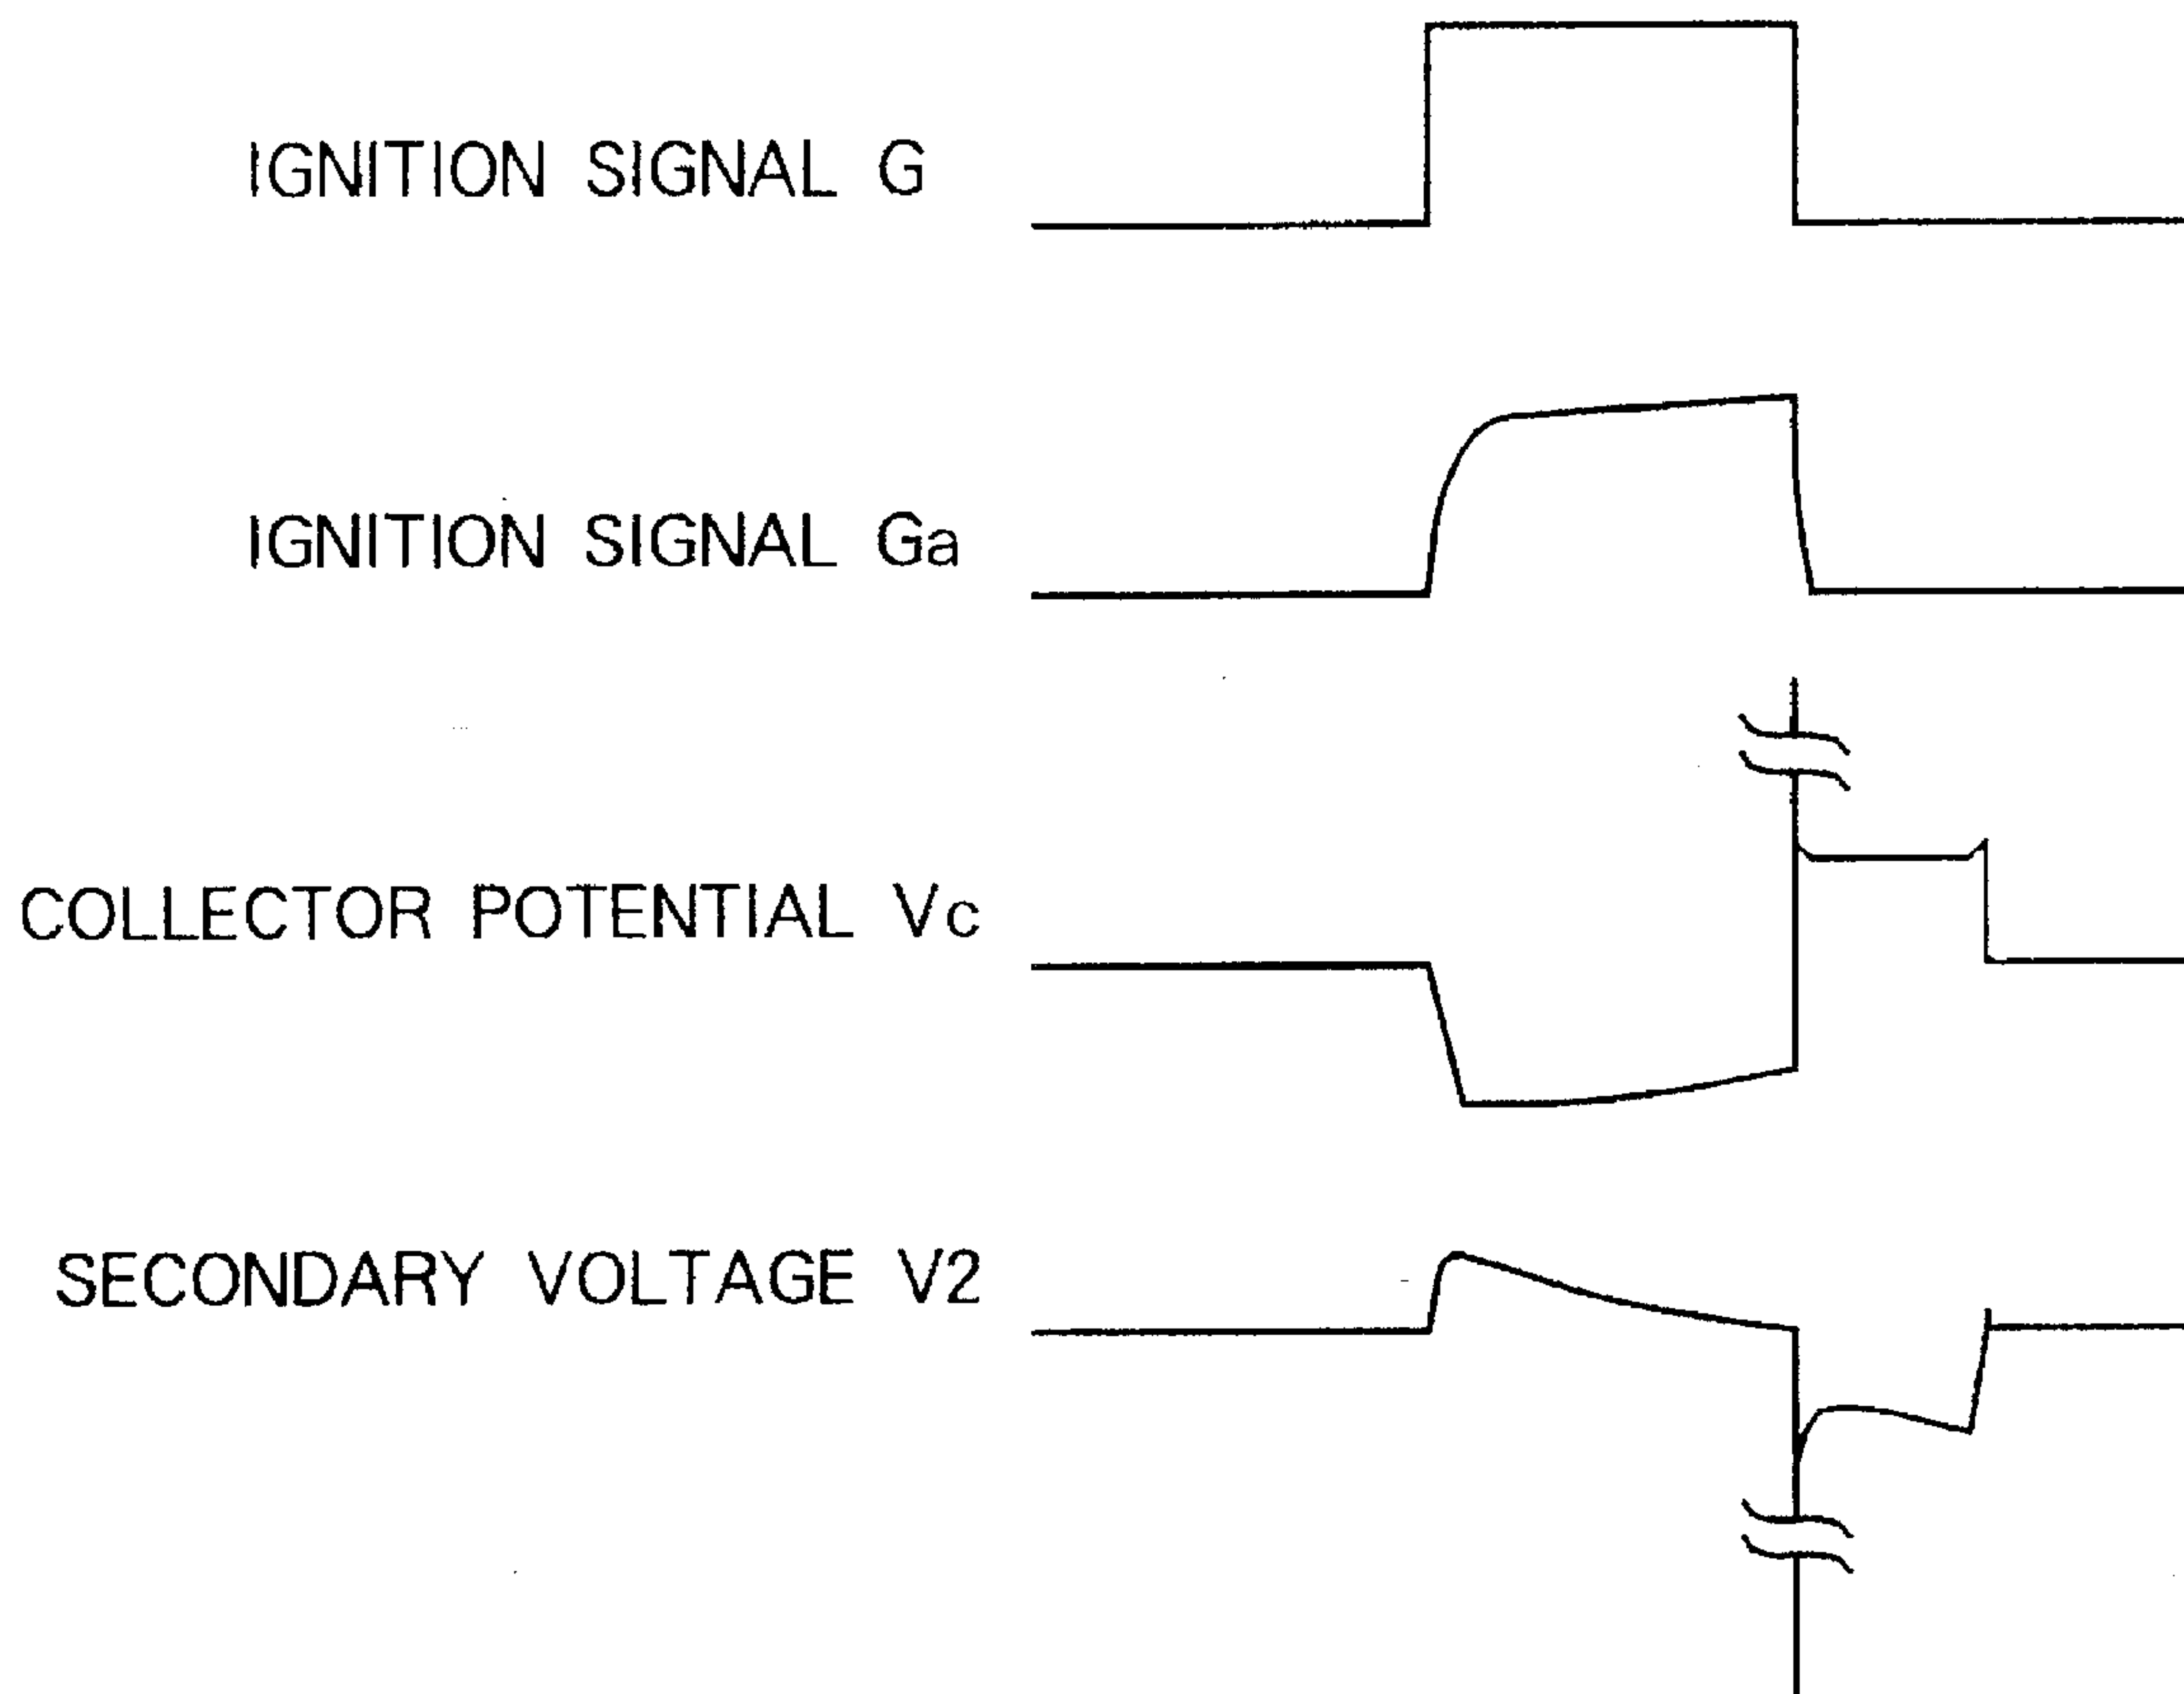 IGNITION SIGNAL G
IGNITION SIGNAL Ga
COLLECTOR POTENTIAL Vc
SECONDARY VOLTAGE V2